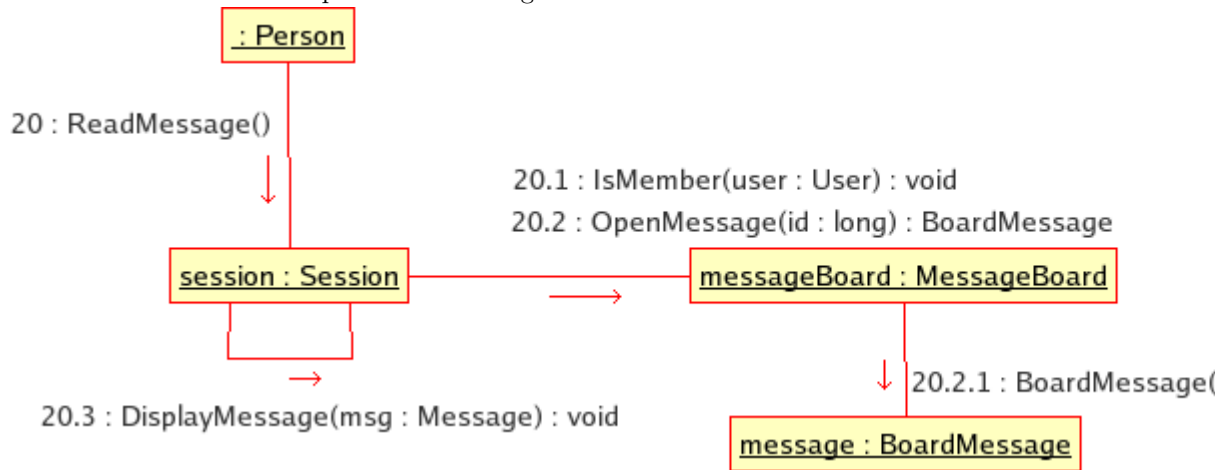 : Person
20 : ReadMessage()
20.1 : IsMember(user : User) : void
20.2 : OpenMessage(id : long) : BoardMessage
session : Session
messageBoard : MessageBoard
20.2.1 : BoardMessage(
20.3 : DisplayMessage(msg : Message) : void
message : BoardMessage